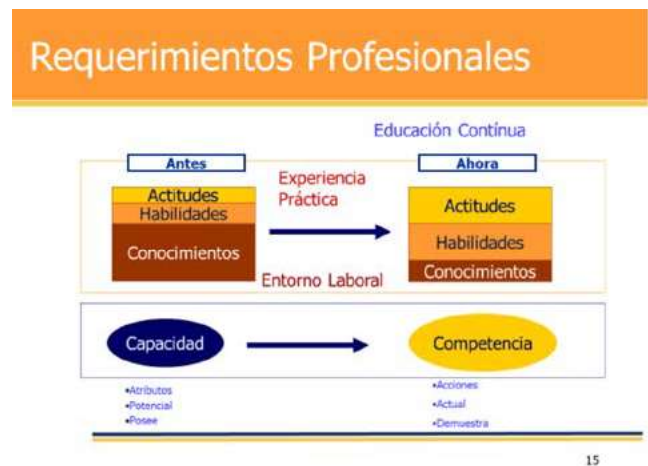 Requerimientos Profesionales
Educación Contínua
Antes
Ahora
Experiencia
Práctica
Actitudes
Habilidades
Conocimientos
Actitudes
Habilidades
Conocimientos
Entorno Laboral
Capacidad
Competencia
•Atributos
•Potencial
•Posee
•Acciones
•Actual
•Demuestra
15